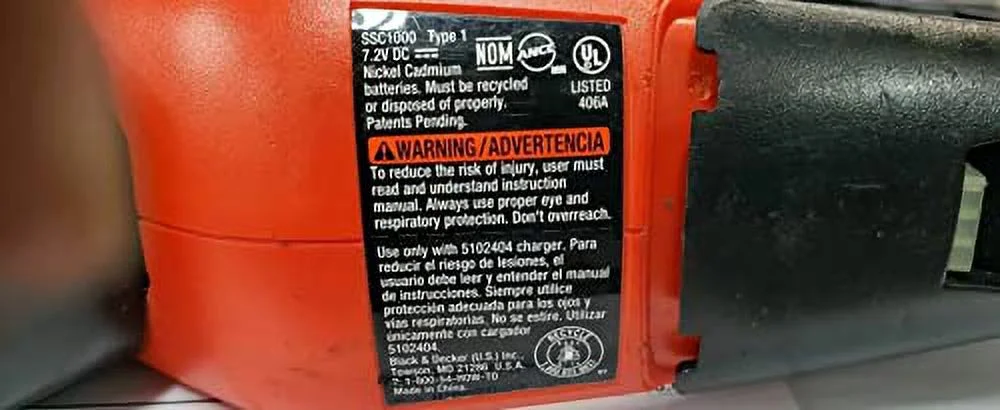 SSC1000 Type 1
7.2V DC
NOM ANCE UL
Nickel Cadmium
batteries. Must be recycled
or disposed of properly.
Patents Pending.
LISTED
406A
WARNING/ADVERTENCIA
To reduce the risk of injury, user must
read and understand instruction
manual. Always use proper eye and
respiratory protection. Don't overreach.
Use only with 5102404 charger. Para
reducir el riesgo de lesiones, el
usuario debe leer y entender el manual
de instrucciones. Siempre utilice
protección adecuada para los ojos y
vías respiratorias. No se estire. Utilizar
únicamente con cargador
5102404.
Black & Decker (U.S.) Inc.,
Towson, MD 21286 U.S.A.
Made in China.
RECYCLE